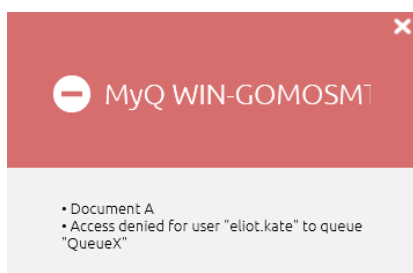 MyQ WIN-GOMOSM
• Document A
• Access denied for user "eliot.kate" to queue
"QueueX"